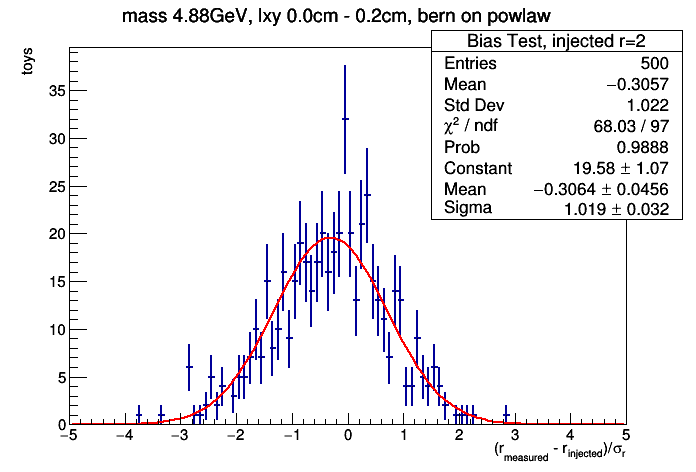 mass 4.88GeV, lxy 0.0cm - 0.2cm, bern on powlaw
Bias Test, injected r=2
Entries 500
Mean −0.3057
Std Dev 1.022
χ² / ndf 68.03 / 97
Prob 0.9888
Constant 19.58 ± 1.07
Mean −0.3064 ± 0.0456
Sigma 1.019 ± 0.032
toys
35
30
25
20
15
10
5
0
−5 −4 −3 −2 −1 0 1 2 3 4 5
(r_measured - r_injected)/σ_r